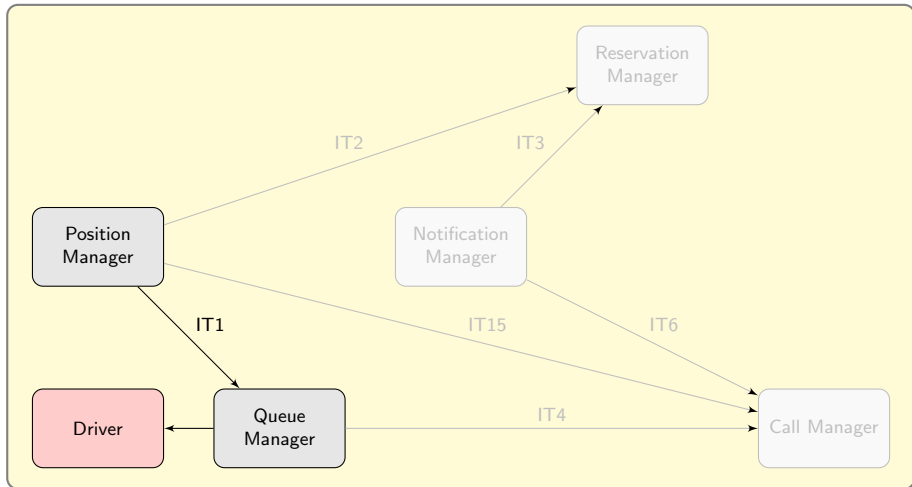 Reservation
Manager
IT2
IT3
Position
Manager
Notification
Manager
IT1
IT15
IT6
Driver
Queue
Manager
IT4
Call Manager